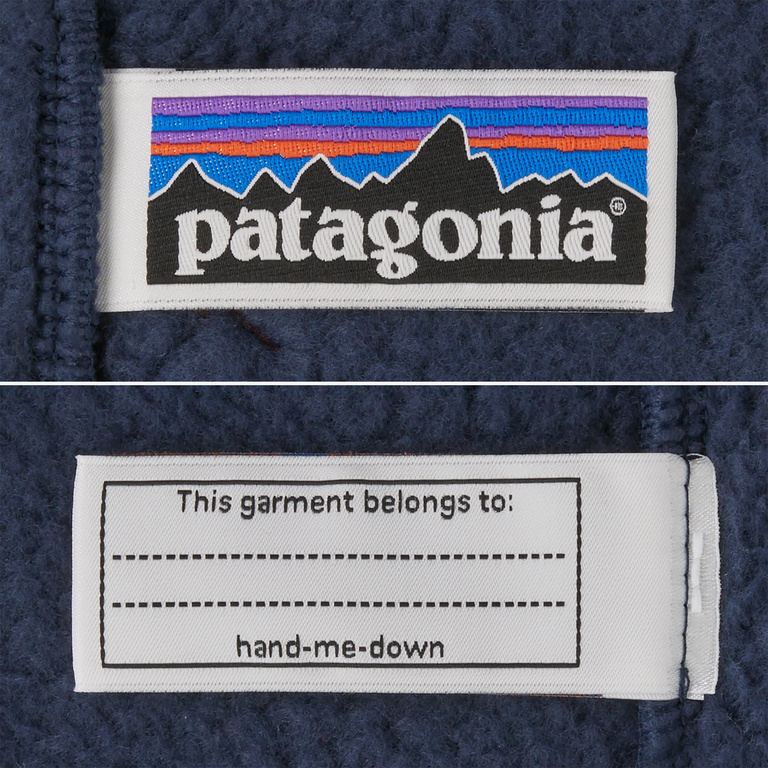 patagonia®
This garment belongs to:
hand-me-down